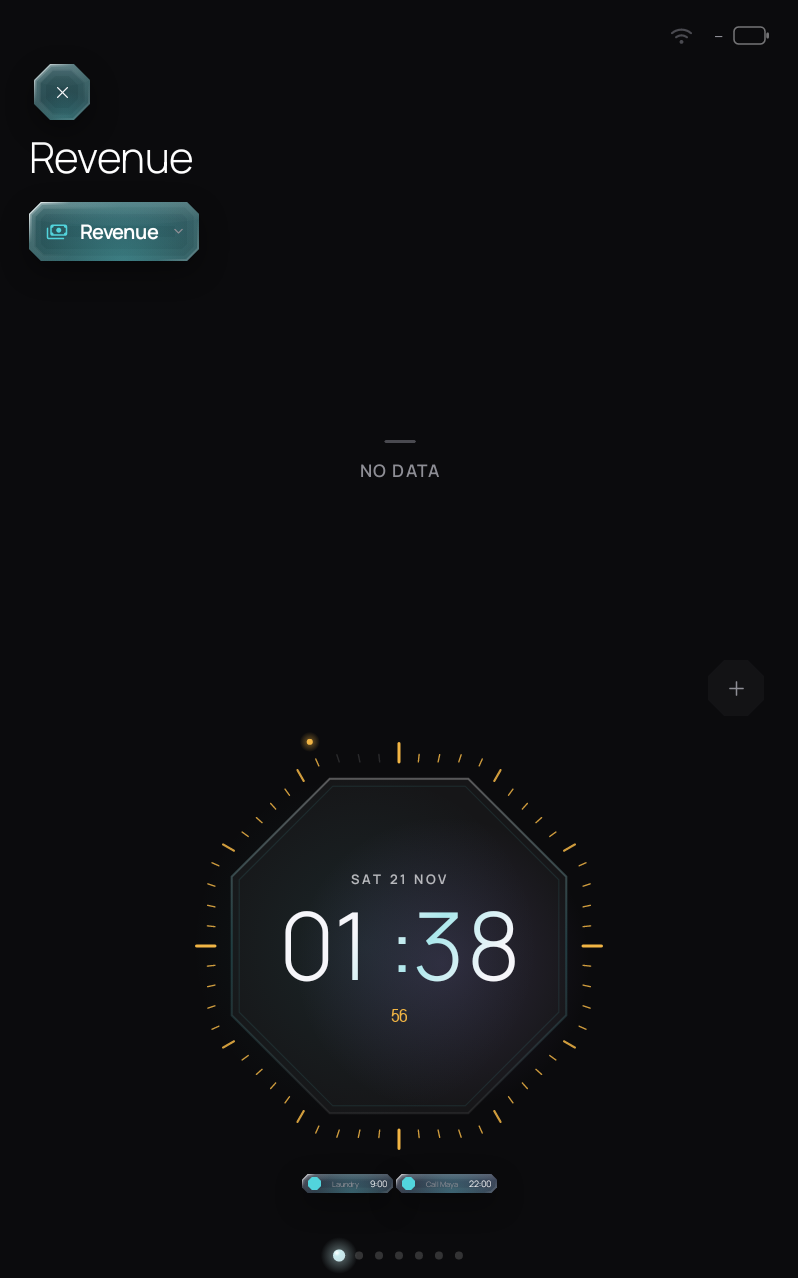 Revenue
Revenue
NO DATA
SAT 21 NOV
01 :38
56
Laundry 9:00
Call Maya 22:00